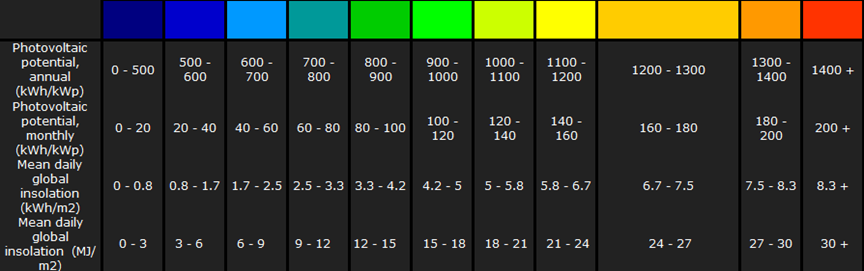 Photovoltaic potential, annual (kWh/kWp) 0 - 500 500 - 600 600 - 700 700 - 800 800 - 900 900 - 1000 1000 - 1100 1100 - 1200 1200 - 1300 1300 - 1400 1400 +
Photovoltaic potential, monthly (kWh/kWp) 0 - 20 20 - 40 40 - 60 60 - 80 80 - 100 100 - 120 120 - 140 140 - 160 160 - 180 180 - 200 200 +
Mean daily global insolation (kWh/m2) 0 - 0.8 0.8 - 1.7 1.7 - 2.5 2.5 - 3.3 3.3 - 4.2 4.2 - 5 5 - 5.8 5.8 - 6.7 6.7 - 7.5 7.5 - 8.3 8.3 +
Mean daily global insolation (MJ/m2) 0 - 3 3 - 6 6 - 9 9 - 12 12 - 15 15 - 18 18 - 21 21 - 24 24 - 27 27 - 30 30 +